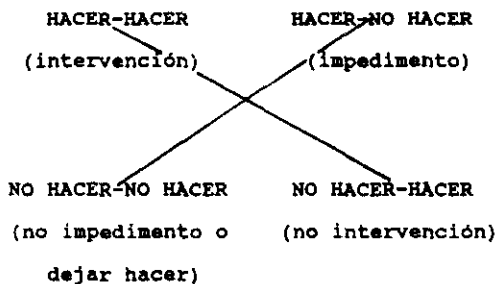 HACER-HACER HACER-NO HACER
(intervención) (impedimento)
NO HACER-NO HACER NO HACER-HACER
(no impedimento o (no intervención)
dejar hacer)